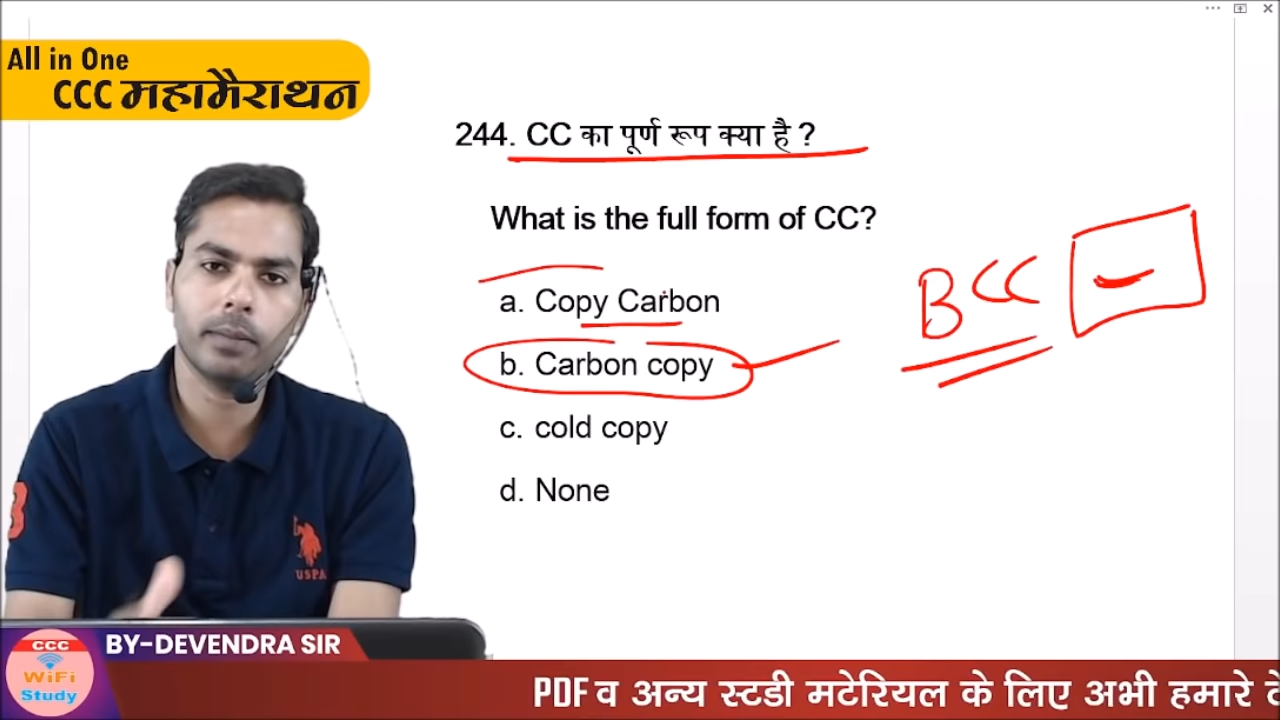 All in One
CCC महामैराथन
244. CC का पूर्ण रूप क्या है ?
What is the full form of CC?
a. Copy Carbon
b. Carbon copy
c. cold copy
d. None
BCC
USPA
CCC
WiFi
Study
BY-DEVENDRA SIR
PDF व अन्य स्टडी मटेरियल के लिए अभी हमारे टे